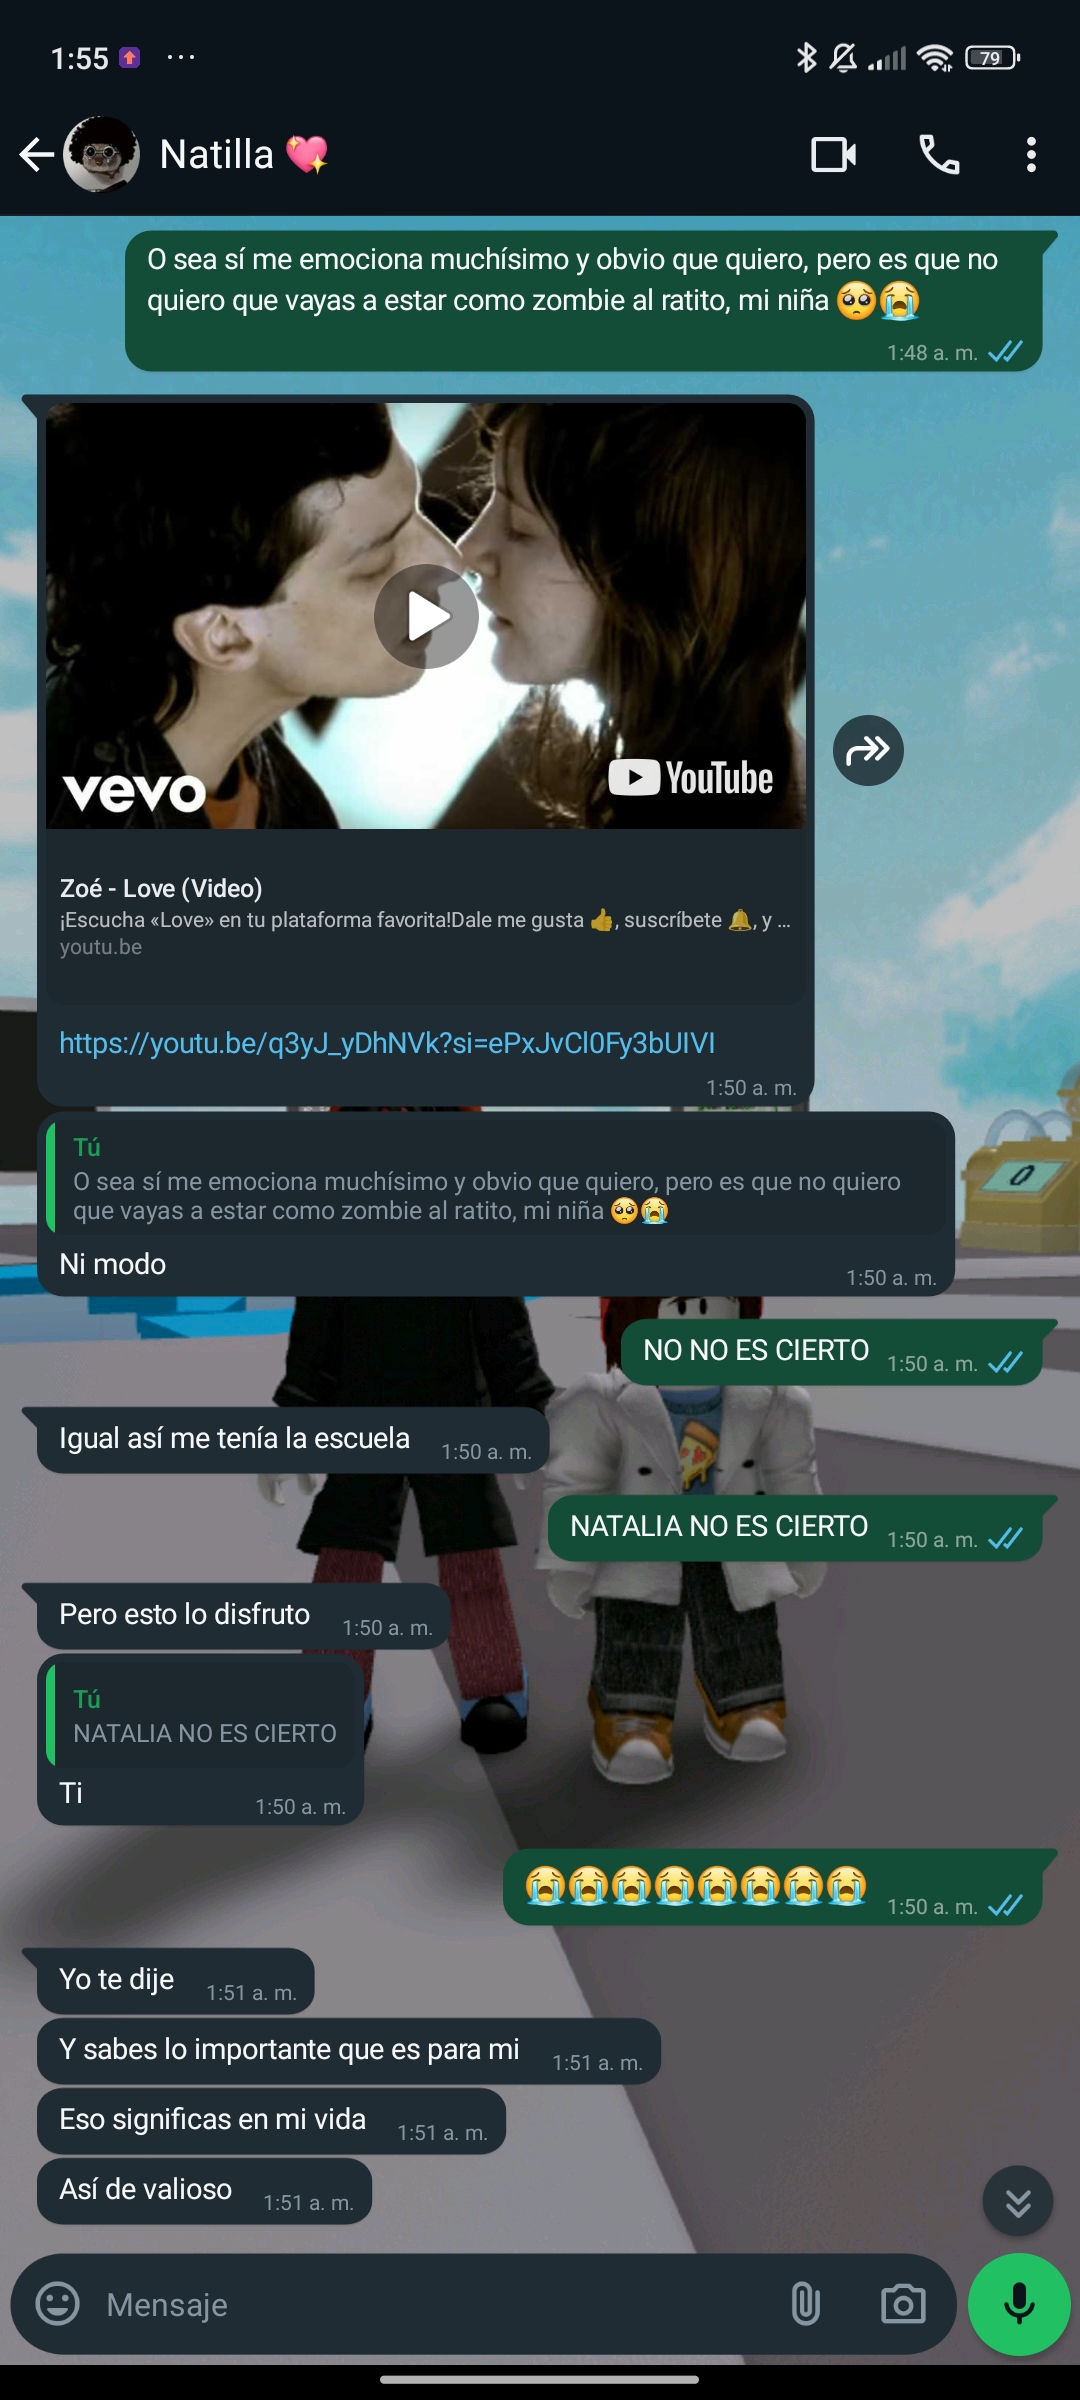 1:55 ...
79
Natilla 💖
O sea sí me emociona muchísimo y obvio que quiero, pero es que no
quiero que vayas a estar como zombie al ratito, mi niña 🥺😭
1:48 a. m.
vevo
YouTube
Zoé - Love (Video)
¡Escucha «Love» en tu plataforma favorita!Dale me gusta 👍, suscríbete 🔔, y ...
youtu.be
https://youtu.be/q3yJ_yDhNVk?si=ePxJvCl0Fy3bUIVI
1:50 a. m.
Tú
O sea sí me emociona muchísimo y obvio que quiero, pero es que no quiero
que vayas a estar como zombie al ratito, mi niña 🥺😭
Ni modo
1:50 a. m.
0
NO NO ES CIERTO 1:50 a. m.
Igual así me tenía la escuela 1:50 a. m.
NATALIA NO ES CIERTO 1:50 a. m.
Pero esto lo disfruto 1:50 a. m.
Tú
NATALIA NO ES CIERTO
Ti 1:50 a. m.
😭😭😭😭😭😭😭😭 1:50 a. m.
Yo te dije 1:51 a. m.
Y sabes lo importante que es para mi 1:51 a. m.
Eso significas en mi vida 1:51 a. m.
Así de valioso 1:51 a. m.
Mensaje